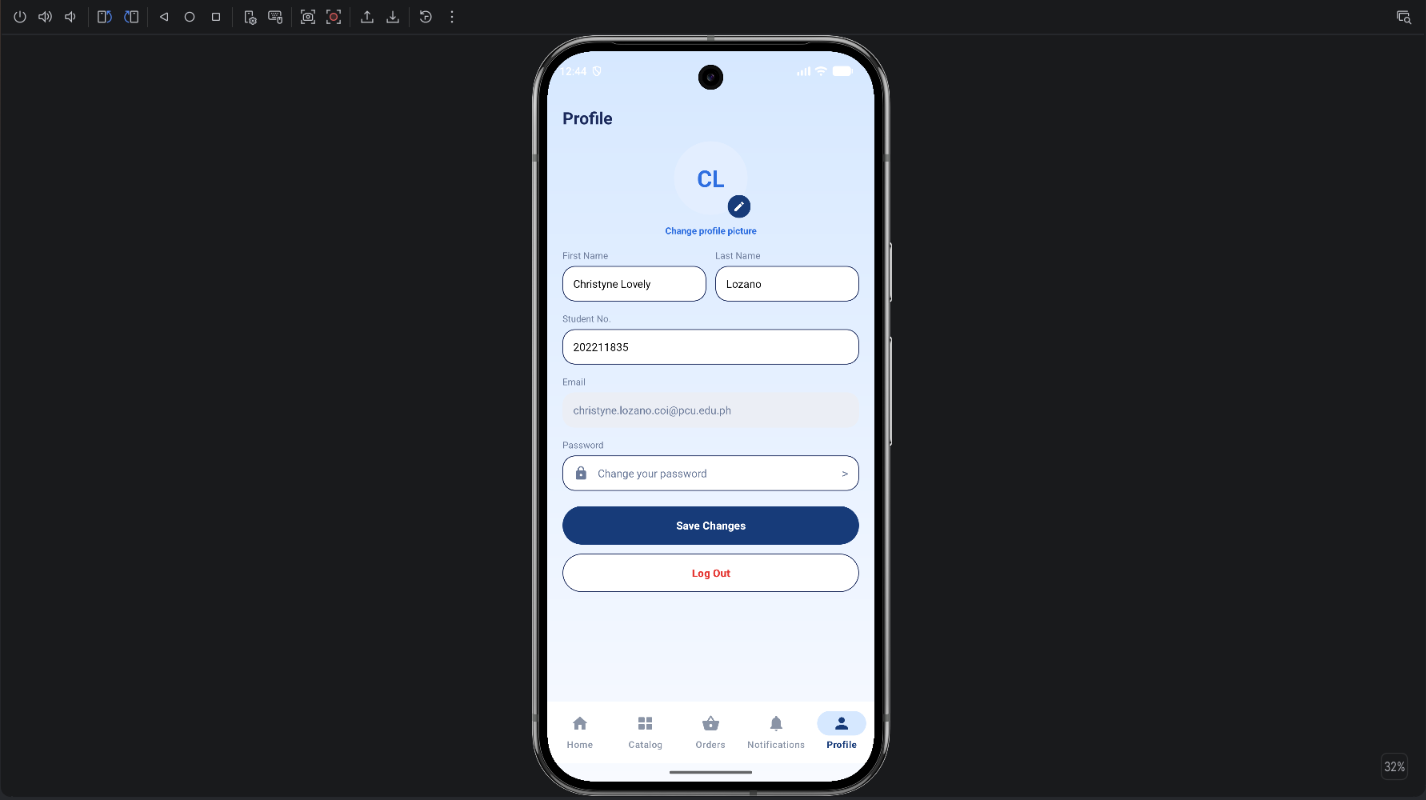 12:44
Profile
CL
Change profile picture
First Name Last Name
Christyne Lovely Lozano
Student No.
202211835
Email
christyne.lozano.coi@pcu.edu.ph
Password
Change your password >
Save Changes
Log Out
Home Catalog Orders Notifications Profile
32%